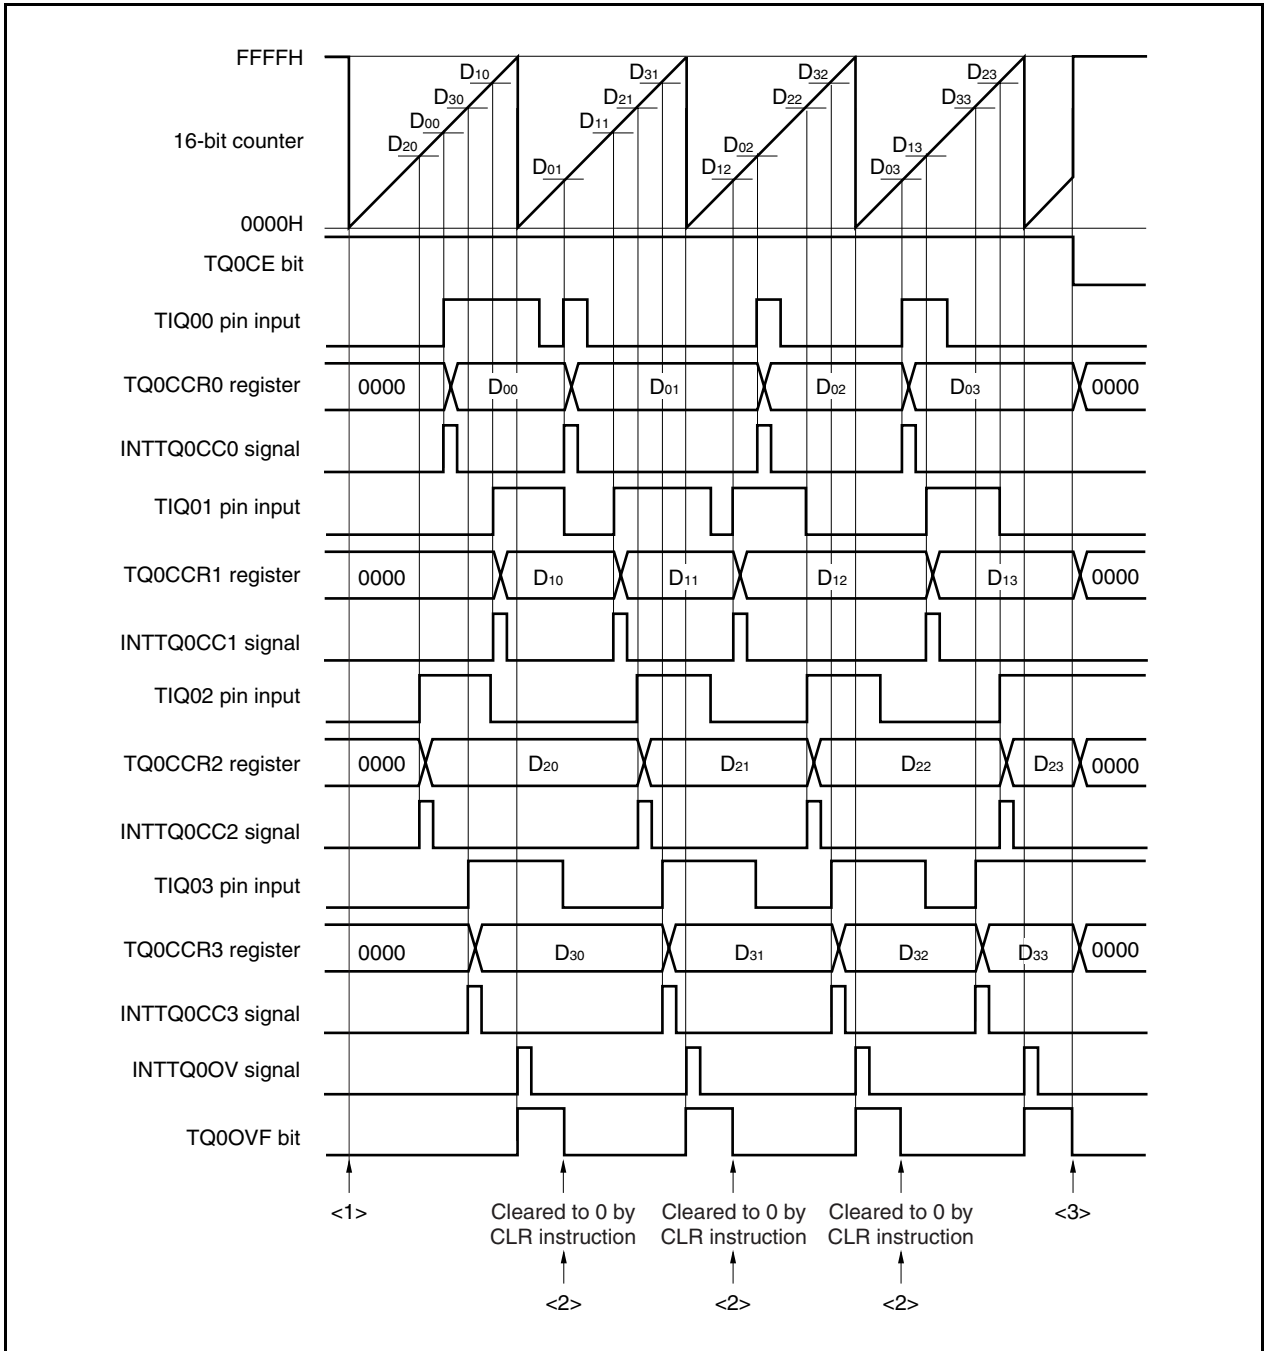 FFFFH
D10 D31 D32 D23
D30 D21 D22 D33
D00 D11
16-bit counter D20 D02 D13
D01 D12 D03
0000H
TQ0CE bit
TIQ00 pin input
TQ0CCR0 register 0000 D00 D01 D02 D03 0000
INTTQ0CC0 signal
TIQ01 pin input
TQ0CCR1 register 0000 D10 D11 D12 D13 0000
INTTQ0CC1 signal
TIQ02 pin input
TQ0CCR2 register 0000 D20 D21 D22 D23 0000
INTTQ0CC2 signal
TIQ03 pin input
TQ0CCR3 register 0000 D30 D31 D32 D33 0000
INTTQ0CC3 signal
INTTQ0OV signal
TQ0OVF bit
<1> Cleared to 0 by Cleared to 0 by Cleared to 0 by <3>
CLR instruction CLR instruction CLR instruction
<2> <2> <2>